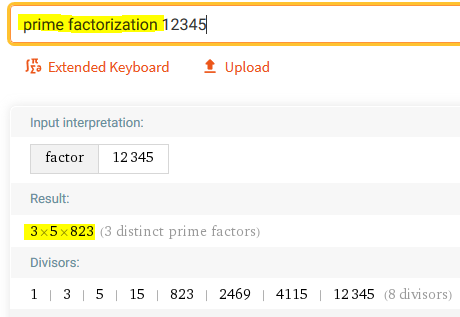 prime factorization 12345
Extended Keyboard Upload
Input interpretation:
factor 12345
Result:
3×5×823 (3 distinct prime factors)
Divisors:
1 | 3 | 5 | 15 | 823 | 2469 | 4115 | 12345 (8 divisors)